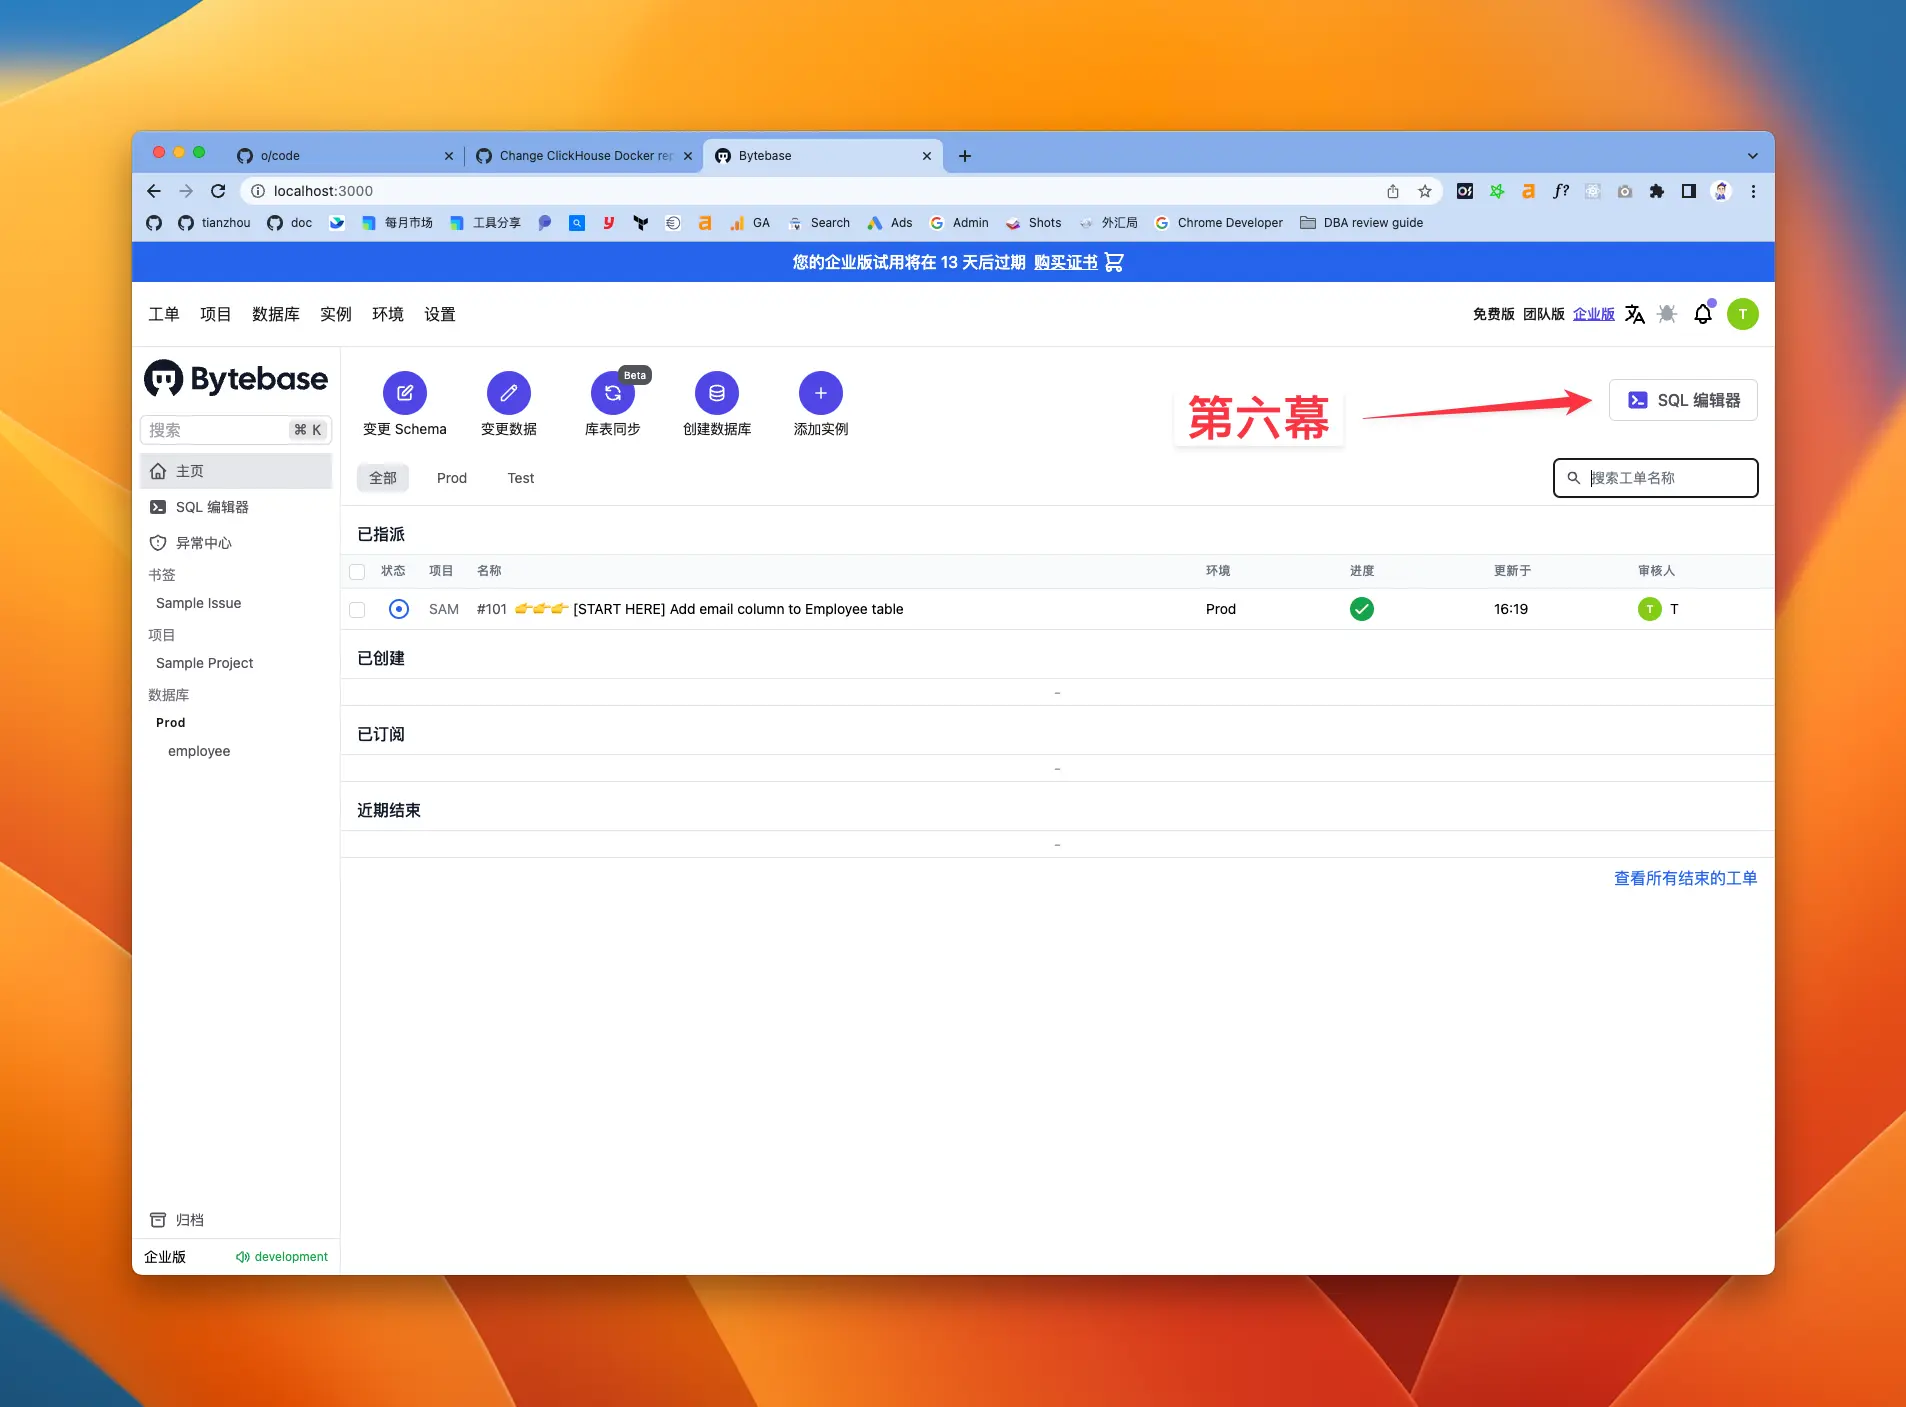 o/code
Change ClickHouse Docker rep
Bytebase
localhost:3000
tianzhou
doc
每月市场
工具分享
GA
Search
Ads
Admin
Shots
外汇局
Chrome Developer
DBA review guide
您的企业版试用将在 13 天后过期 购买证书
工单 项目 数据库 实例 环境 设置
免费版 团队版 企业版
T
Bytebase
搜索 ⌘ K
主页
SQL 编辑器
异常中心
书签
Sample Issue
项目
Sample Project
数据库
Prod
employee
归档
企业版
development
Beta
变更 Schema
变更数据
库表同步
创建数据库
添加实例
第六幕
SQL 编辑器
全部 Prod Test
搜索工单名称
已指派
状态 项目 名称 环境 进度 更新于 审核人
SAM #101 👉👉👉 [START HERE] Add email column to Employee table Prod 16:19 T T
已创建
-
已订阅
-
近期结束
-
查看所有结束的工单